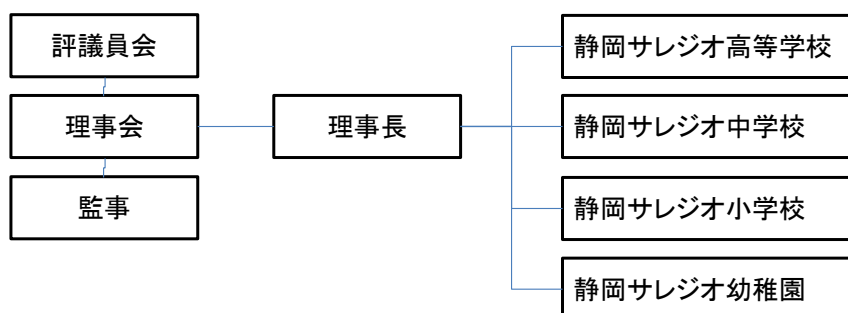 評議員会
理事会
監事
理事長
静岡サレジオ高等学校
静岡サレジオ中学校
静岡サレジオ小学校
静岡サレジオ幼稚園